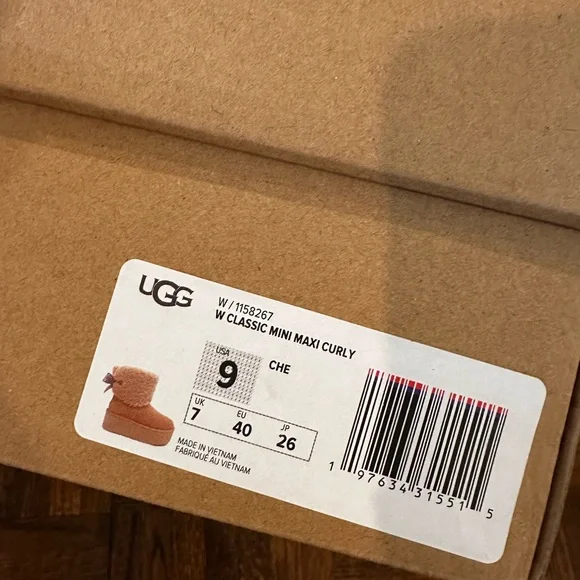 UGG
W / 1158267
W CLASSIC MINI MAXI CURLY
USA
9
CHE
UK EU JP
7 40 26
MADE IN VIETNAM
FABRIQUÉ AU VIETNAM
1 97634 31551 5